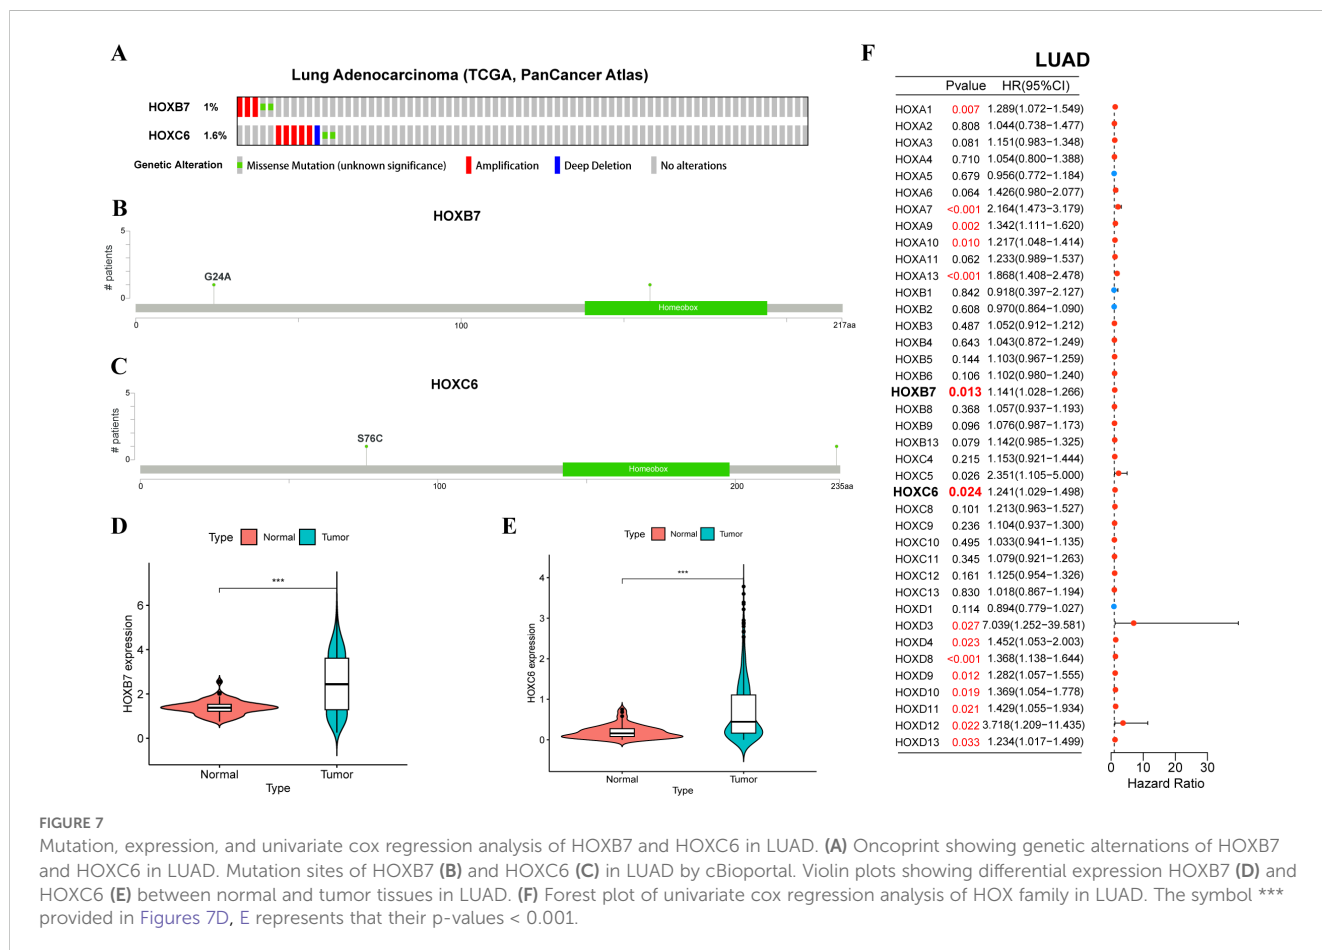 A
Lung Adenocarcinoma (TCGA, PanCancer Atlas)
HOXB7 1%
HOXC6 1.6%
Genetic Alteration Missense Mutation (unknown significance) Amplification Deep Deletion No alterations
B
HOXB7
# patients
5
0
G24A
Homeobox
0 100 217aa
C
HOXC6
# patients
5
0
S76C
Homeobox
0 100 200 235aa
D
Type Normal Tumor
***
HOXB7 expression
6
4
2
0
Normal Tumor
Type
E
Type Normal Tumor
***
HOXC6 expression
4
3
2
1
0
Normal Tumor
Type
F
LUAD
Pvalue HR(95%CI)
HOXA1 0.007 1.289(1.072−1.549)
HOXA2 0.808 1.044(0.738−1.477)
HOXA3 0.081 1.151(0.983−1.348)
HOXA4 0.710 1.054(0.800−1.388)
HOXA5 0.679 0.956(0.772−1.184)
HOXA6 0.064 1.426(0.980−2.077)
HOXA7 <0.001 2.164(1.473−3.179)
HOXA9 0.002 1.342(1.111−1.620)
HOXA10 0.010 1.217(1.048−1.414)
HOXA11 0.062 1.233(0.989−1.537)
HOXA13 <0.001 1.868(1.408−2.478)
HOXB1 0.842 0.918(0.397−2.127)
HOXB2 0.608 0.970(0.864−1.090)
HOXB3 0.487 1.052(0.912−1.212)
HOXB4 0.643 1.043(0.872−1.249)
HOXB5 0.144 1.103(0.967−1.259)
HOXB6 0.106 1.102(0.980−1.240)
HOXB7 0.013 1.141(1.028−1.266)
HOXB8 0.368 1.057(0.937−1.193)
HOXB9 0.096 1.076(0.987−1.173)
HOXB13 0.079 1.142(0.985−1.325)
HOXC4 0.215 1.153(0.921−1.444)
HOXC5 0.026 2.351(1.105−5.000)
HOXC6 0.024 1.241(1.029−1.498)
HOXC8 0.101 1.213(0.963−1.527)
HOXC9 0.236 1.104(0.937−1.300)
HOXC10 0.495 1.033(0.941−1.135)
HOXC11 0.345 1.079(0.921−1.263)
HOXC12 0.161 1.125(0.954−1.326)
HOXC13 0.830 1.018(0.867−1.194)
HOXD1 0.114 0.894(0.779−1.027)
HOXD3 0.027 7.039(1.252−39.581)
HOXD4 0.023 1.452(1.053−2.003)
HOXD8 <0.001 1.368(1.138−1.644)
HOXD9 0.012 1.282(1.057−1.555)
HOXD10 0.019 1.369(1.054−1.778)
HOXD11 0.021 1.429(1.055−1.934)
HOXD12 0.022 3.718(1.209−11.435)
HOXD13 0.033 1.234(1.017−1.499)
0 10 20 30
Hazard Ratio
FIGURE 7
Mutation, expression, and univariate cox regression analysis of HOXB7 and HOXC6 in LUAD. (A) Oncoprint showing genetic alternations of HOXB7
and HOXC6 in LUAD. Mutation sites of HOXB7 (B) and HOXC6 (C) in LUAD by cBioportal. Violin plots showing differential expression HOXB7 (D) and
HOXC6 (E) between normal and tumor tissues in LUAD. (F) Forest plot of univariate cox regression analysis of HOX family in LUAD. The symbol ***
provided in Figures 7D, E represents that their p-values < 0.001.